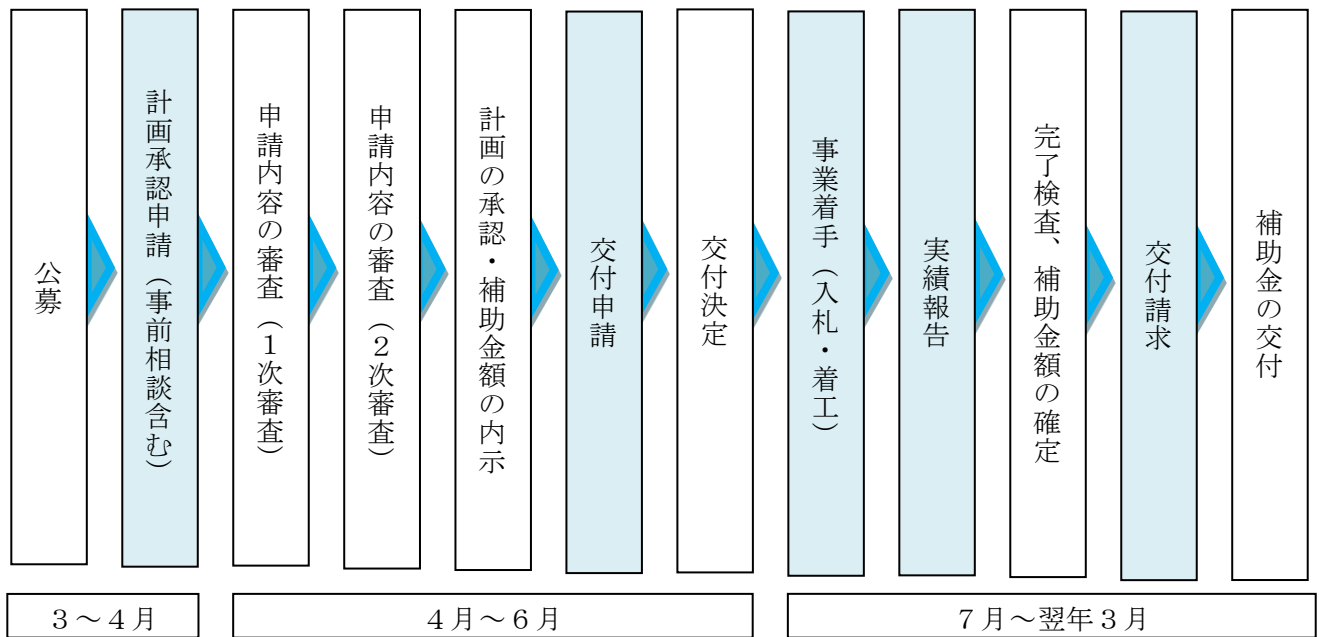 公募
計画承認申請（事前相談含む）
申請内容の審査（１次審査）
申請内容の審査（２次審査）
計画の承認・補助金額の内示
交付申請
交付決定
事業着手（入札・着工）
実績報告
完了検査、補助金額の確定
交付請求
補助金の交付
３～４月
４月～６月
７月～翌年３月